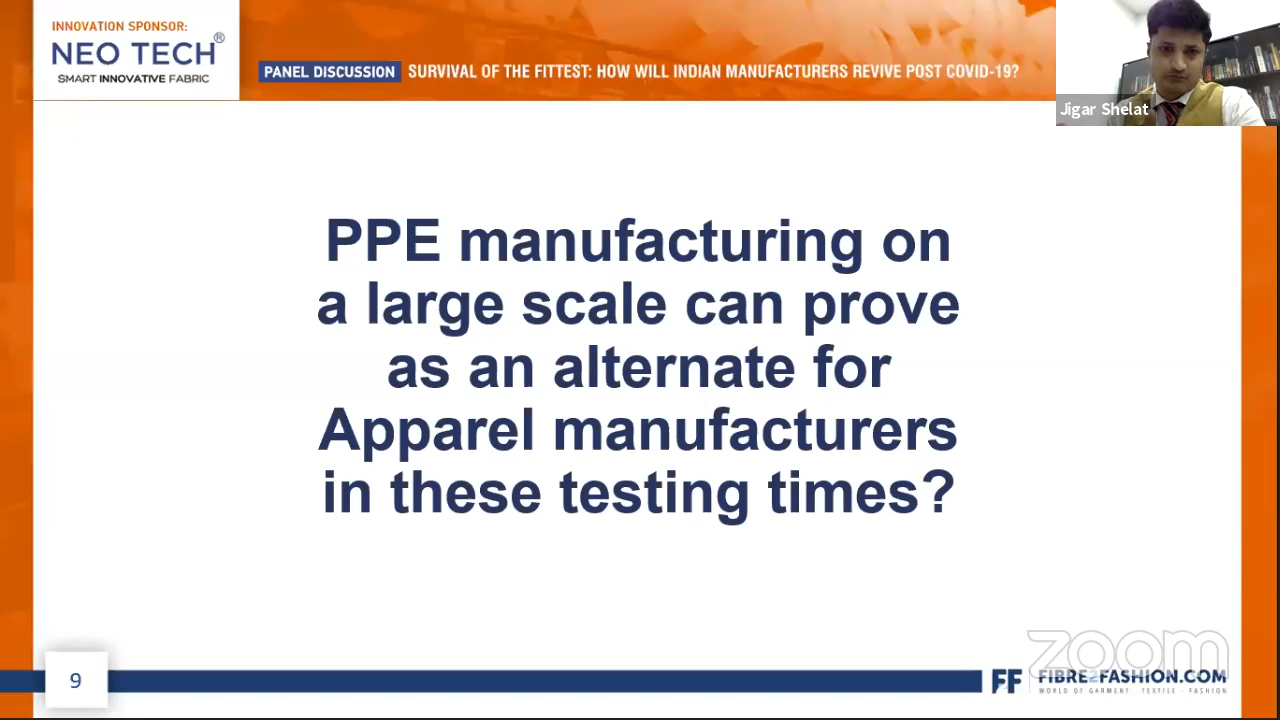 INNOVATION SPONSOR:
NEO TECH®
SMART INNOVATIVE FABRIC
PANEL DISCUSSION SURVIVAL OF THE FITTEST: HOW WILL INDIAN MANUFACTURERS REVIVE POST COVID-19?
Jigar Shelat
PPE manufacturing on
a large scale can prove
as an alternate for
Apparel manufacturers
in these testing times?
9
zoom
FF FIBRE2FASHION.COM
WORLD OF GARMENT - TEXTILE - FASHION